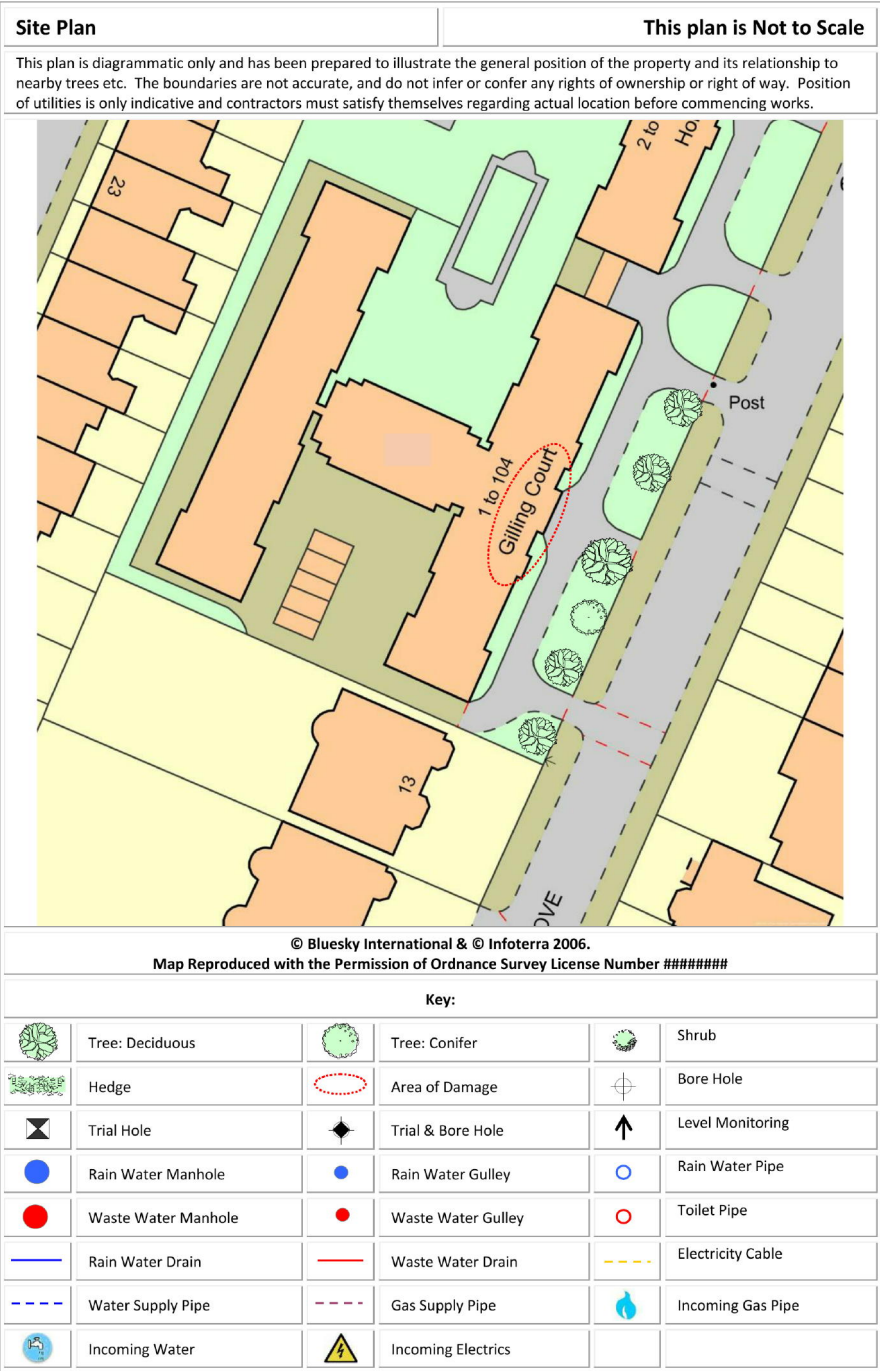 Site Plan
This plan is Not to Scale
This plan is diagrammatic only and has been prepared to illustrate the general position of the property and its relationship to
nearby trees etc. The boundaries are not accurate, and do not infer or confer any rights of ownership or right of way. Position
of utilities is only indicative and contractors must satisfy themselves regarding actual location before commencing works.
2 to
23
Post
1 to 104
Gilling Court
13
OVE
© Bluesky International & © Infoterra 2006.
Map Reproduced with the Permission of Ordnance Survey License Number ########
Key:
Tree: Deciduous
Tree: Conifer
Shrub
Hedge
Area of Damage
Bore Hole
Trial Hole
Trial & Bore Hole
Level Monitoring
Rain Water Manhole
Rain Water Gulley
Rain Water Pipe
Waste Water Manhole
Waste Water Gulley
Toilet Pipe
Rain Water Drain
Waste Water Drain
Electricity Cable
Water Supply Pipe
Gas Supply Pipe
Incoming Gas Pipe
Incoming Water
Incoming Electrics